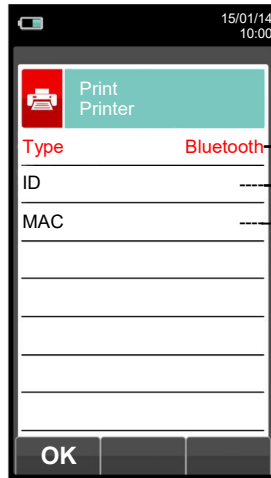 15/01/14
10:00
Print
Printer
Type Bluetooth
ID ----
MAC ----
OK